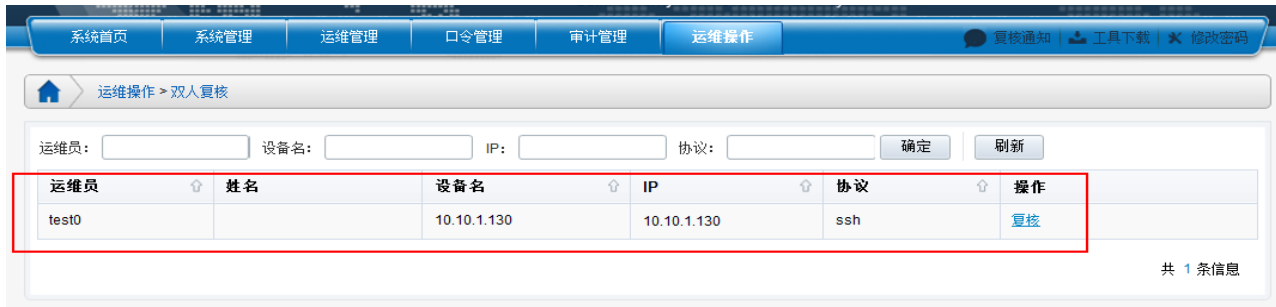 系统首页 系统管理 运维管理 口令管理 审计管理 运维操作 复核通知 工具下载 修改密码
运维操作 > 双人复核
运维员： 设备名： IP： 协议： 确定 刷新
运维员 姓名 设备名 IP 协议 操作
test0 10.10.1.130 10.10.1.130 ssh 复核
共 1 条信息